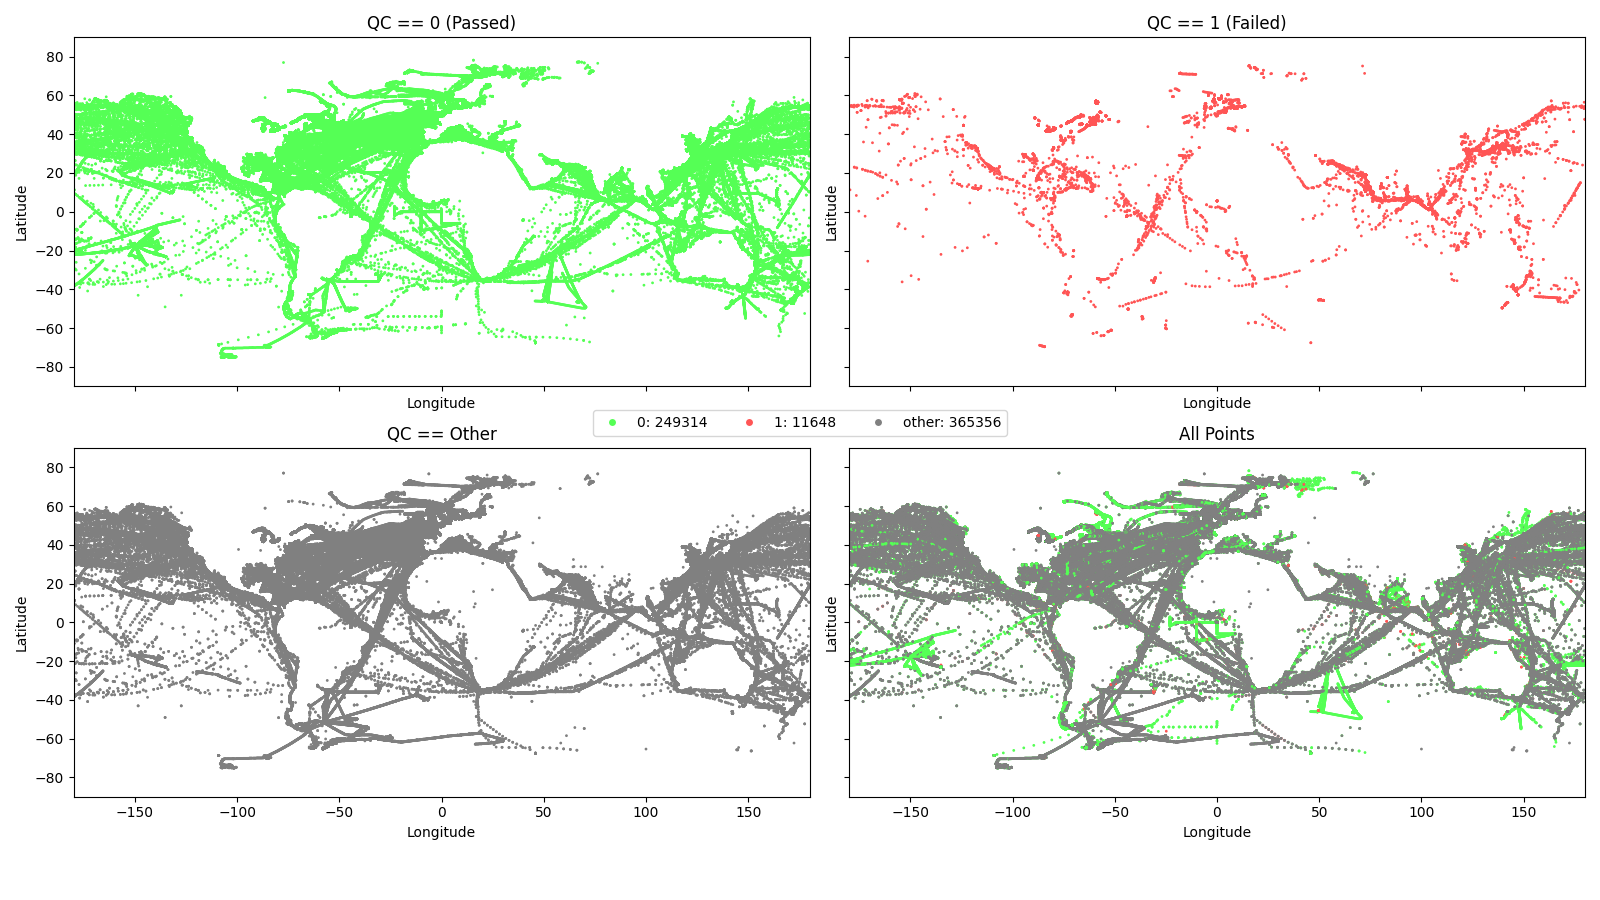 QC == 0 (Passed)
QC == 1 (Failed)
80
60
40
20
0
−20
−40
−60
−80
Latitude
Latitude
Longitude
Longitude
0: 249314 1: 11648 other: 365356
QC == Other
All Points
80
60
40
20
0
−20
−40
−60
−80
Latitude
Latitude
−150 −100 −50 0 50 100 150
−150 −100 −50 0 50 100 150
Longitude
Longitude